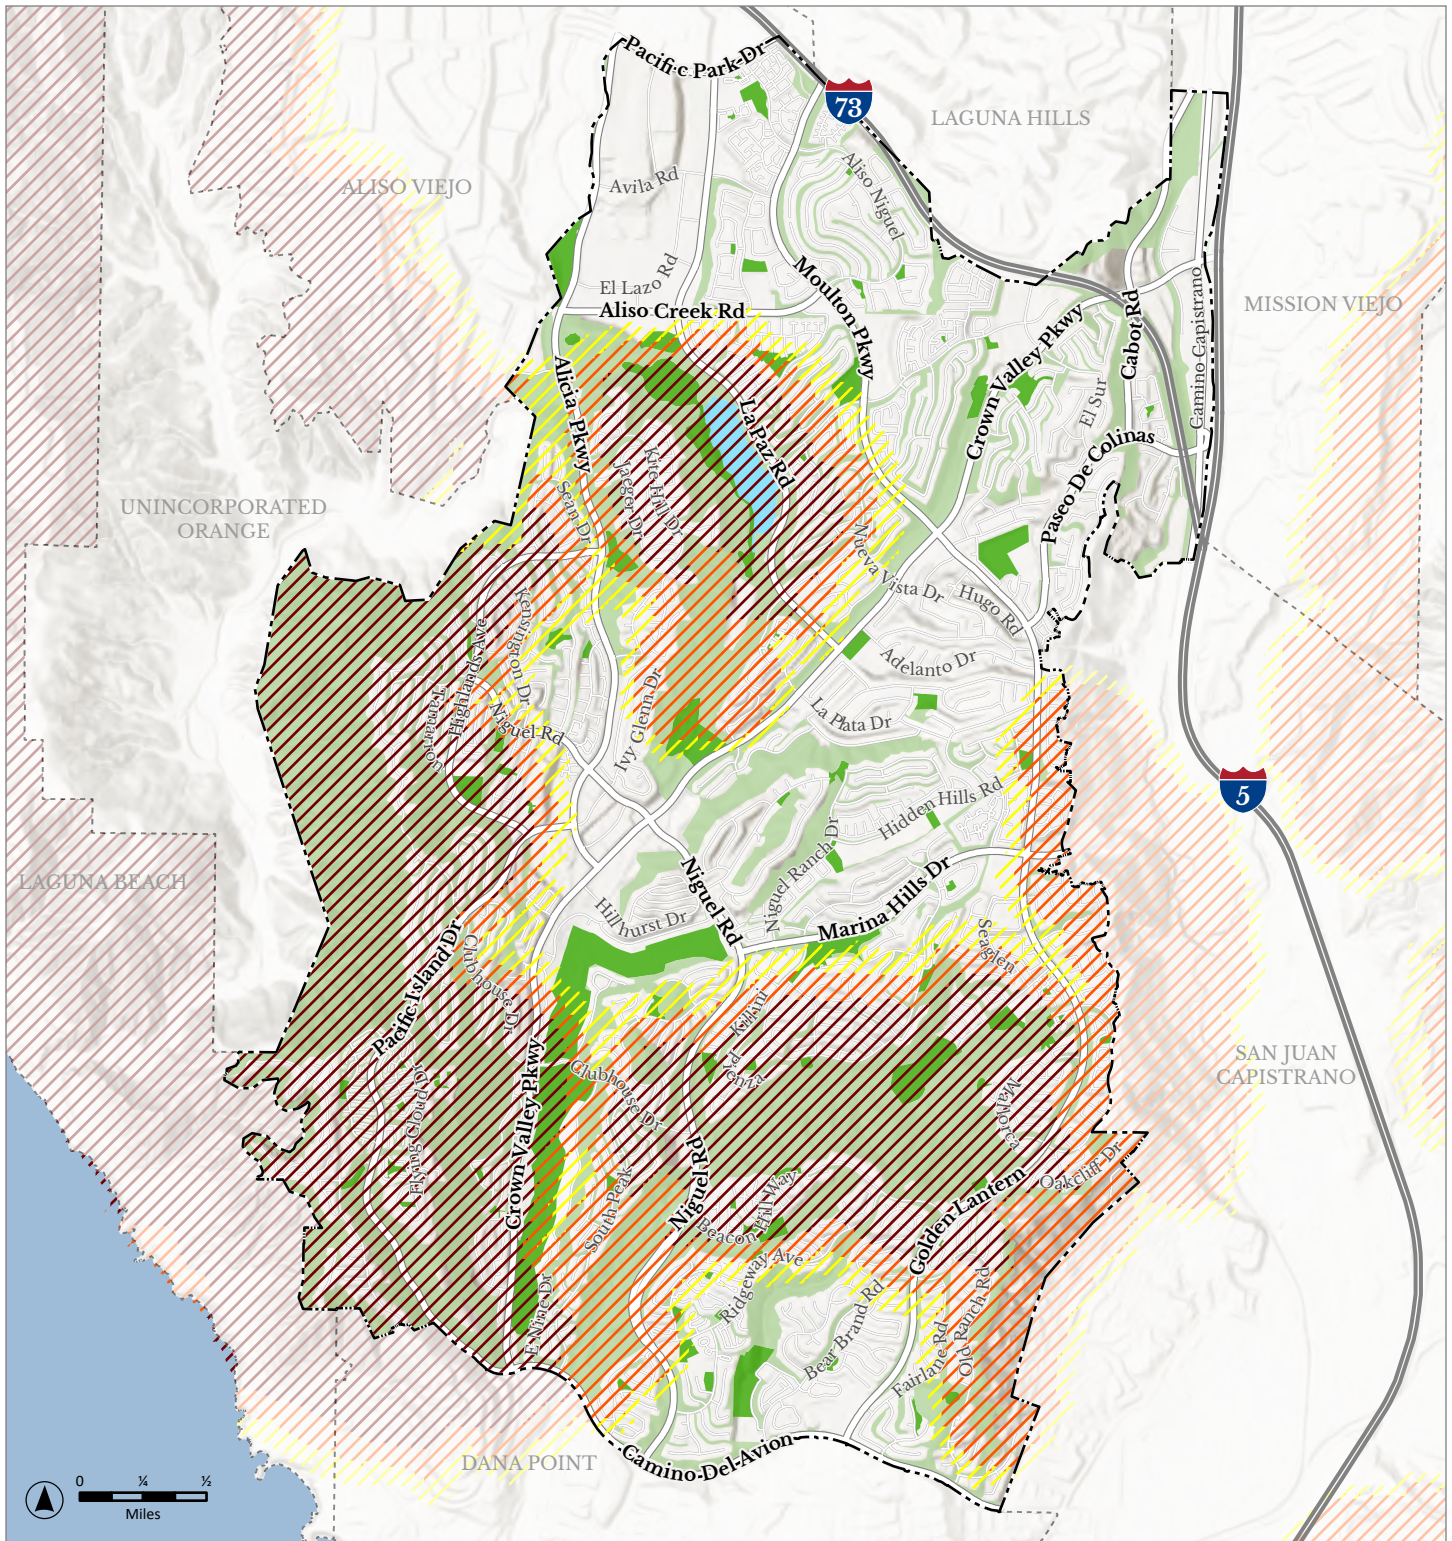 Pacific Park Dr
73
LAGUNA HILLS
ALISO VIEJO
Avila Rd
Aliso Niguel
El Lazo Rd
Aliso Creek Rd
Moulton Pkwy
MISSION VIEJO
Camino Capistrano
Cabot Rd
Crown Valley Pkwy
El Sur
Alicia Pkwy
La Paz Rd
Paseo De Colinas
Kite Hill Dr
Jaeger Dr
Sean Dr
UNINCORPORATED
ORANGE
Nueva Vista Dr
Hugo Rd
Kensington Dr
Highlands Ave
Adelanto Dr
Niguel Rd
Ivy Glenn Dr
La Plata Dr
5
Hidden Hills Rd
Niguel Ranch Dr
LAGUNA BEACH
Niguel Rd
Marina Hills Dr
Hillhurst Dr
Pacific Island Dr
Clubhouse Dr
Seaglen
Killini
Pienza
SAN JUAN
CAPISTRANO
Crown Valley Pkwy
Clubhouse Dr
Flying Cloud Dr
Mallorca
Niguel Rd
South Peak
Oakcliff Dr
Golden Lantern
Beacon Hill Way
Ridgeway Ave
Old Ranch Rd
E Nine Dr
Bear Brand Rd
Fairlane Rd
DANA POINT
Camino Del Avion
0 ¼ ½
Miles